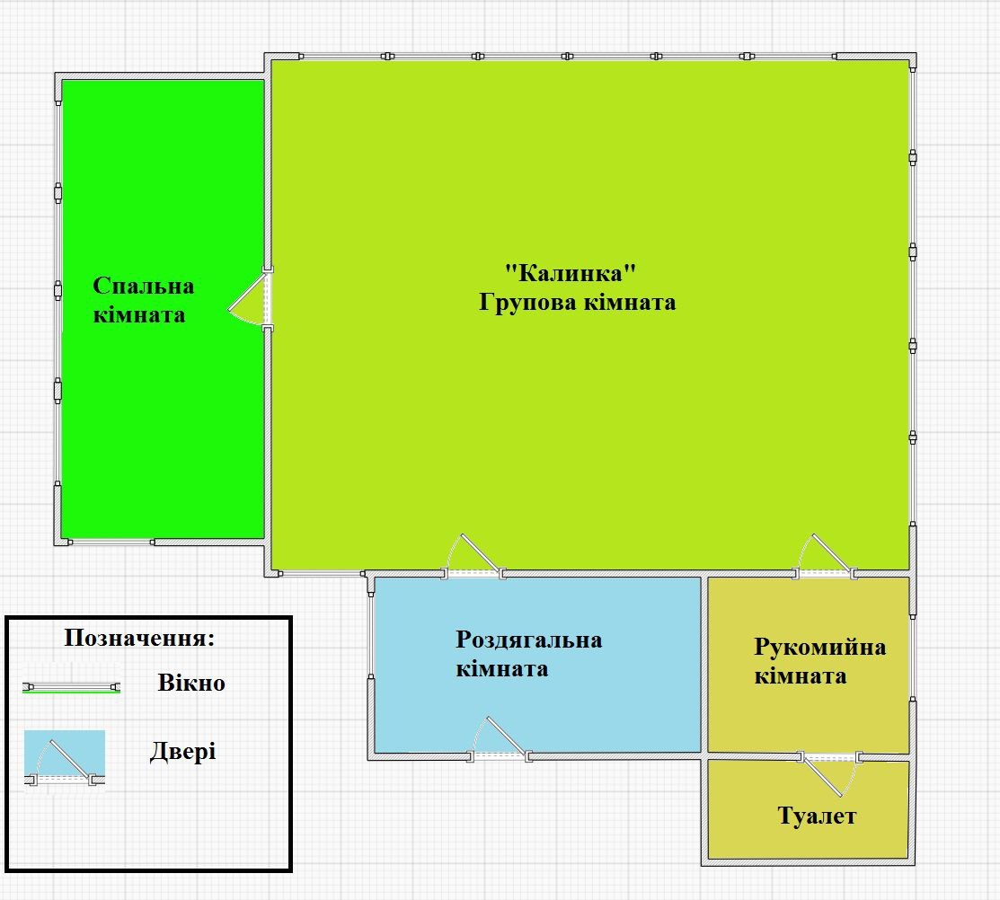 "Калинка"
Групова кімната
Спальна
кімната
Роздягальна
кімната
Рукомийна
кімната
Туалет
Позначення:
Вікно
Двері